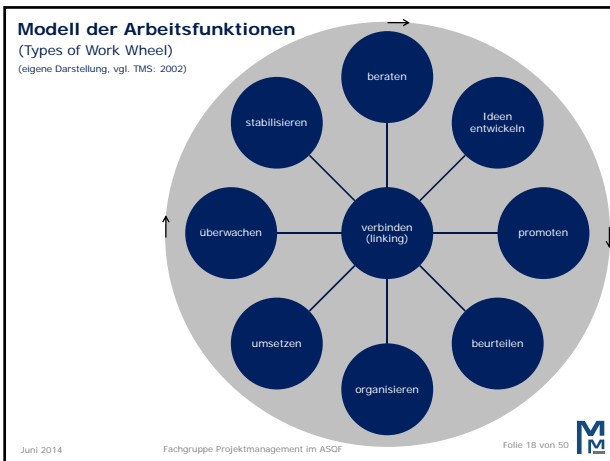 Modell der Arbeitsfunktionen
(Types of Work Wheel)
(eigene Darstellung, vgl. TMS: 2002)
beraten
Ideen
entwickeln
promoten
beurteilen
organisieren
umsetzen
überwachen
stabilisieren
verbinden
(linking)
Juni 2014
Fachgruppe Projektmanagement im ASQF
Folie 18 von 50
MM